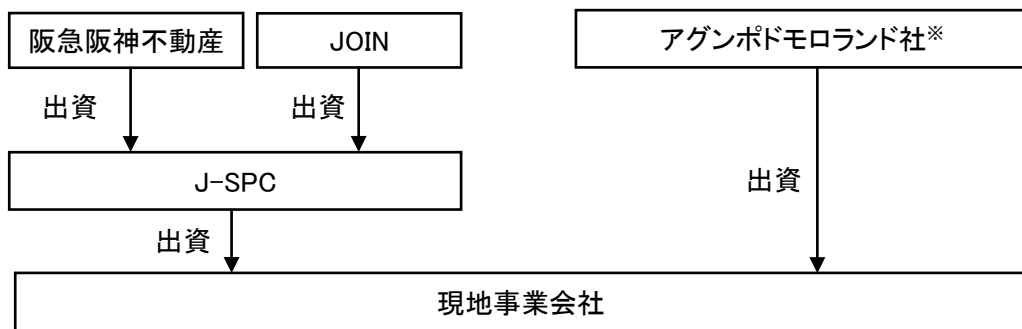 阪急阪神不動産
JOIN
アグンポドモロランド社※
出資
出資
J-SPC
出資
出資
現地事業会社